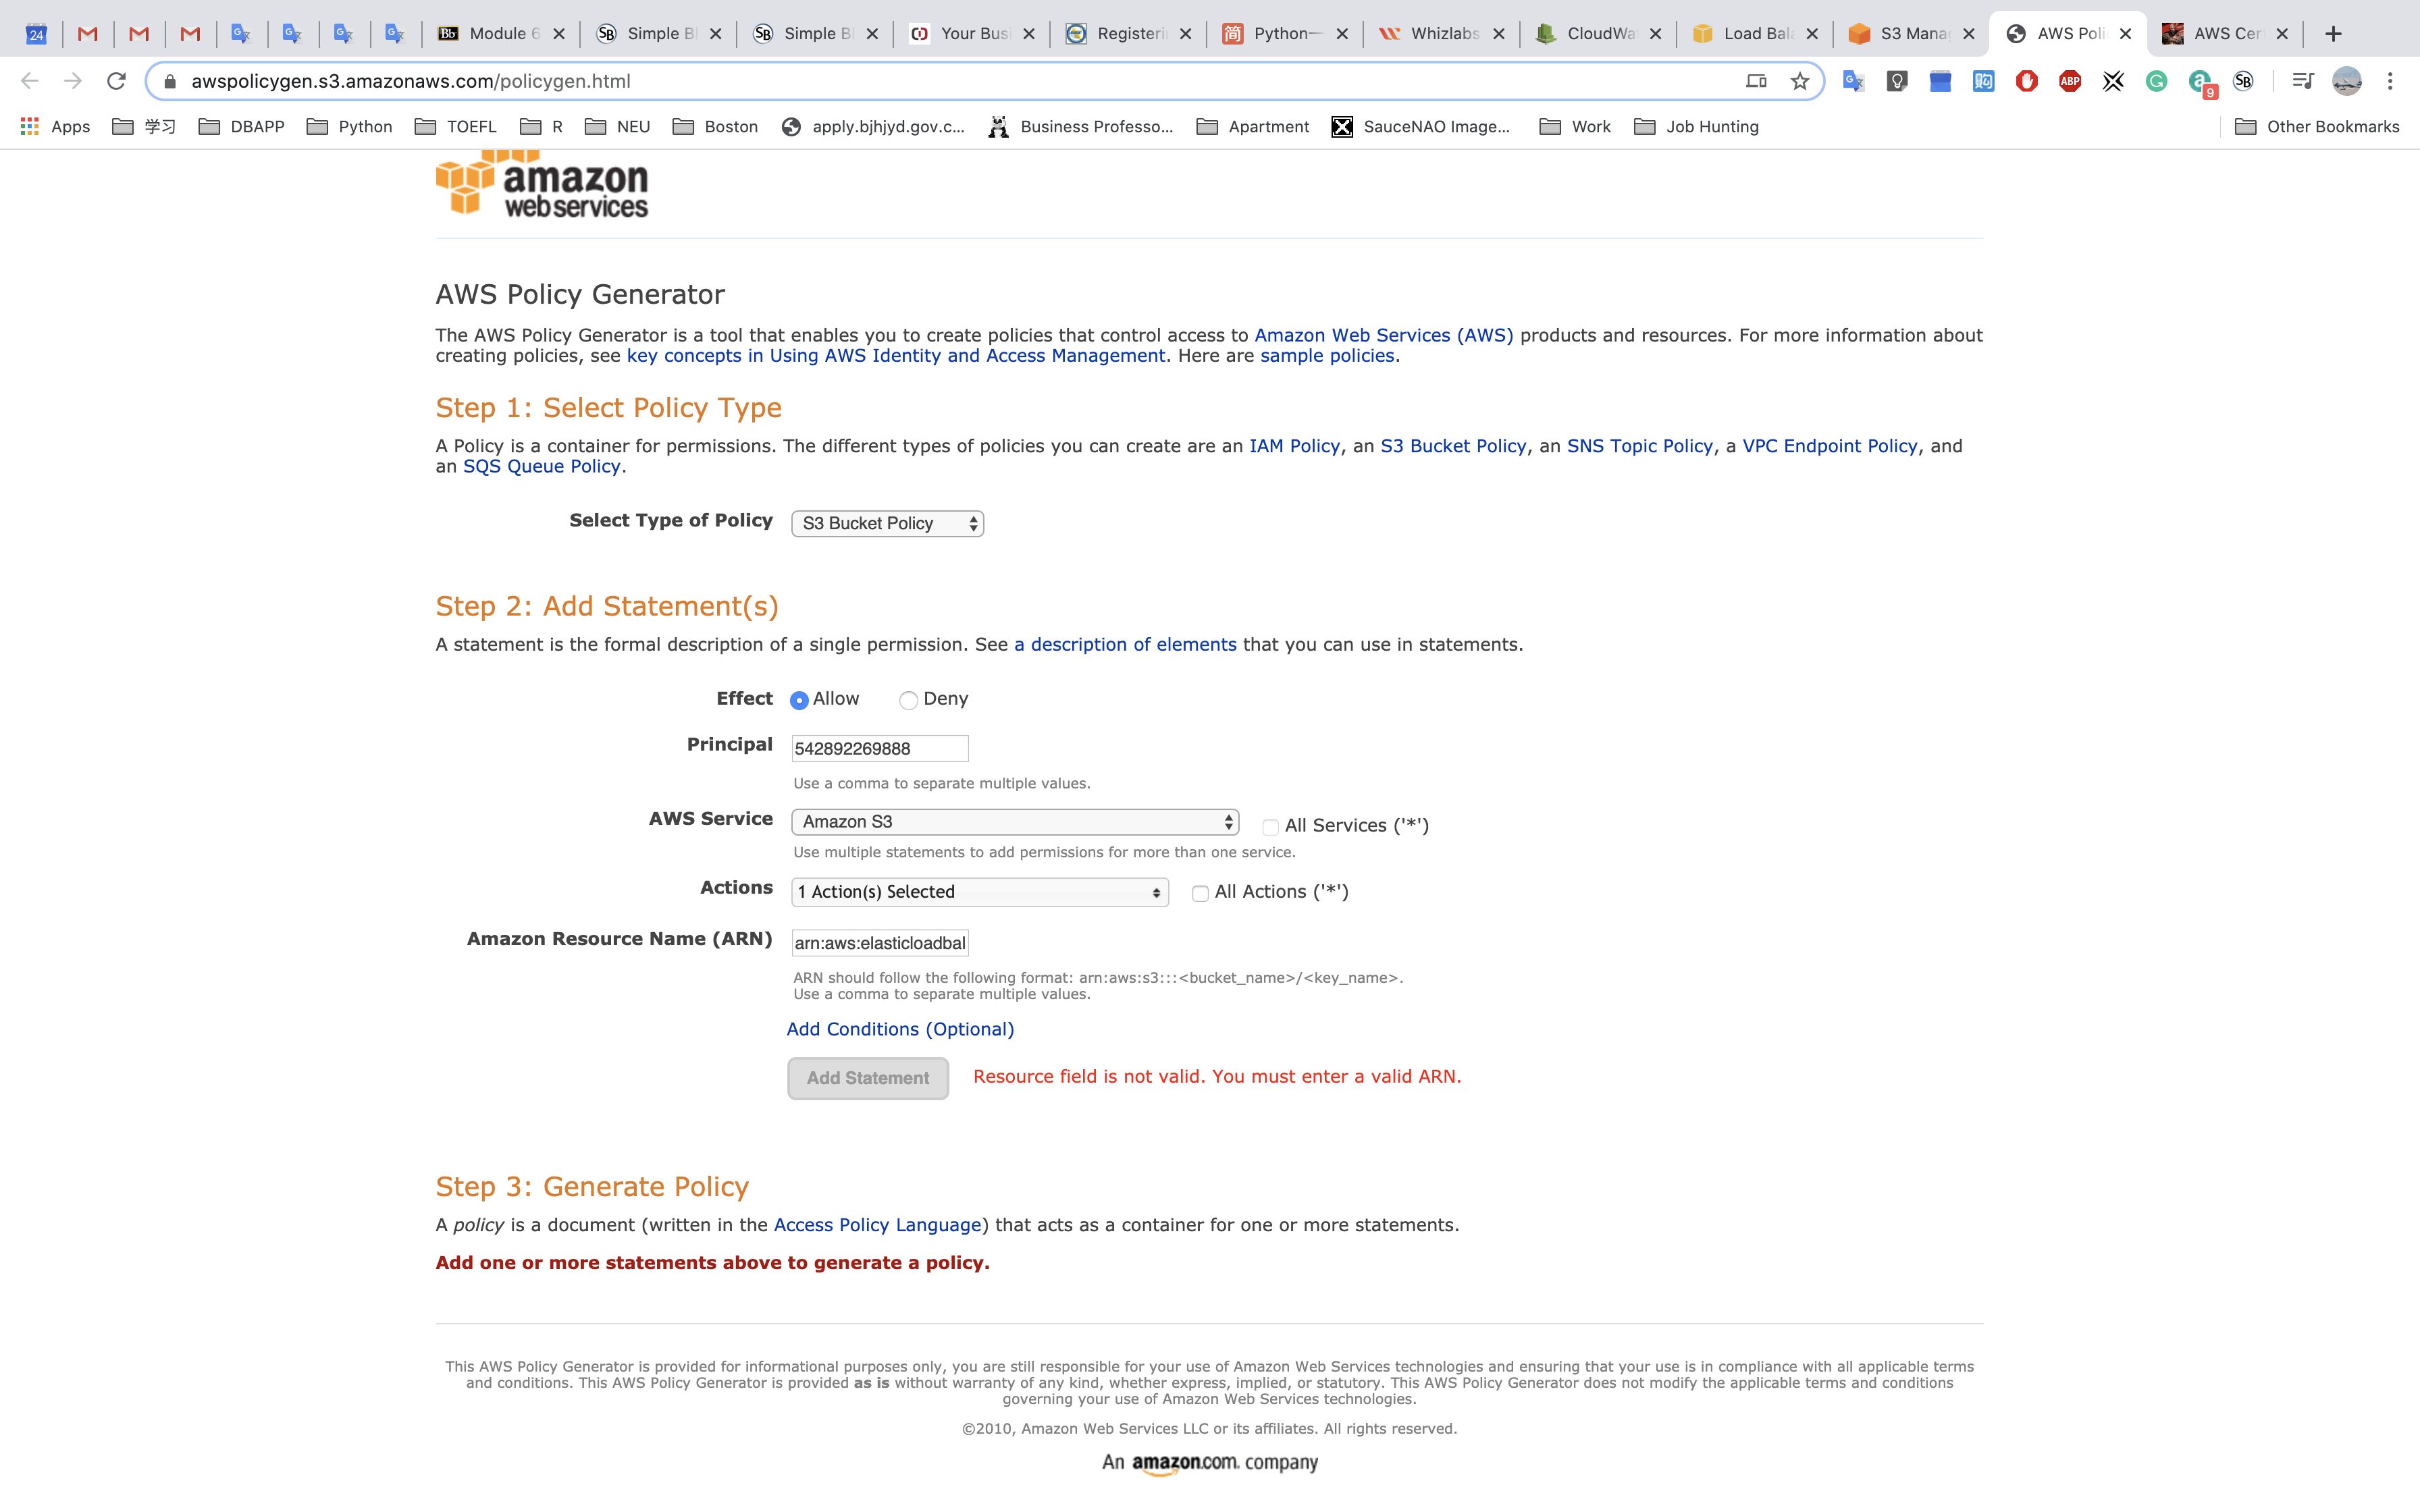 24
Module 6
Simple Bl
Simple Bl
Your Busi
Registerin
Python—
Whizlabs
CloudWa
Load Bala
S3 Manag
AWS Poli
AWS Cer
awspolicygen.s3.amazonaws.com/policygen.html
ABP
9
Apps
学习
DBAPP
Python
TOEFL
R
NEU
Boston
apply.bjhjyd.gov.c...
Business Professo...
Apartment
SauceNAO Image...
Work
Job Hunting
Other Bookmarks
amazon
web services
AWS Policy Generator
The AWS Policy Generator is a tool that enables you to create policies that control access to Amazon Web Services (AWS) products and resources. For more information about
creating policies, see key concepts in Using AWS Identity and Access Management. Here are sample policies.
Step 1: Select Policy Type
A Policy is a container for permissions. The different types of policies you can create are an IAM Policy, an S3 Bucket Policy, an SNS Topic Policy, a VPC Endpoint Policy, and
an SQS Queue Policy.
Select Type of Policy S3 Bucket Policy
Step 2: Add Statement(s)
A statement is the formal description of a single permission. See a description of elements that you can use in statements.
Effect Allow Deny
Principal 542892269888
Use a comma to separate multiple values.
AWS Service Amazon S3 All Services ('*')
Use multiple statements to add permissions for more than one service.
Actions 1 Action(s) Selected All Actions ('*')
Amazon Resource Name (ARN) arn:aws:elasticloadbal
ARN should follow the following format: arn:aws:s3:::<bucket_name>/<key_name>.
Use a comma to separate multiple values.
Add Conditions (Optional)
Add Statement Resource field is not valid. You must enter a valid ARN.
Step 3: Generate Policy
A policy is a document (written in the Access Policy Language) that acts as a container for one or more statements.
Add one or more statements above to generate a policy.
This AWS Policy Generator is provided for informational purposes only, you are still responsible for your use of Amazon Web Services technologies and ensuring that your use is in compliance with all applicable terms
and conditions. This AWS Policy Generator is provided as is without warranty of any kind, whether express, implied, or statutory. This AWS Policy Generator does not modify the applicable terms and conditions
governing your use of Amazon Web Services technologies.
©2010, Amazon Web Services LLC or its affiliates. All rights reserved.
An amazon.com. company